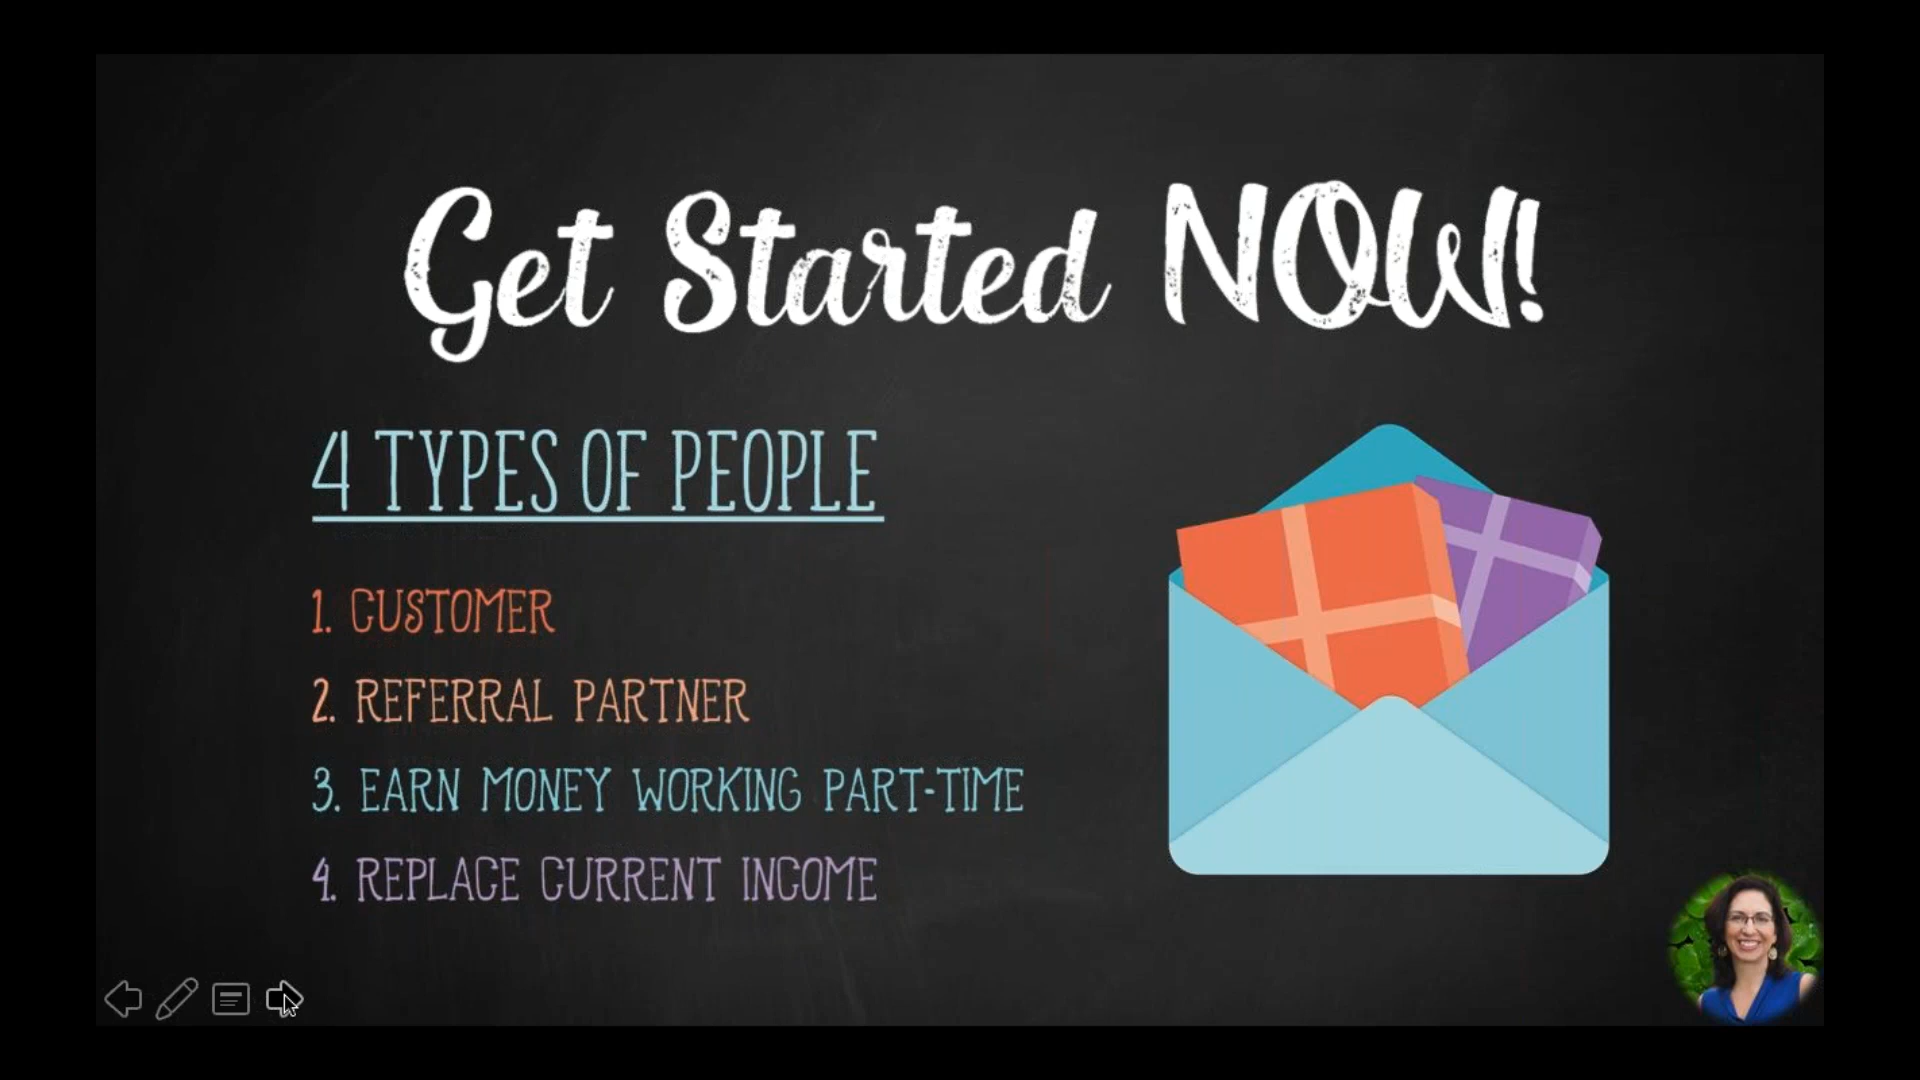 Get Started NOW!
4 TYPES OF PEOPLE
1. CUSTOMER
2. REFERRAL PARTNER
3. EARN MONEY WORKING PART-TIME
4. REPLACE CURRENT INCOME